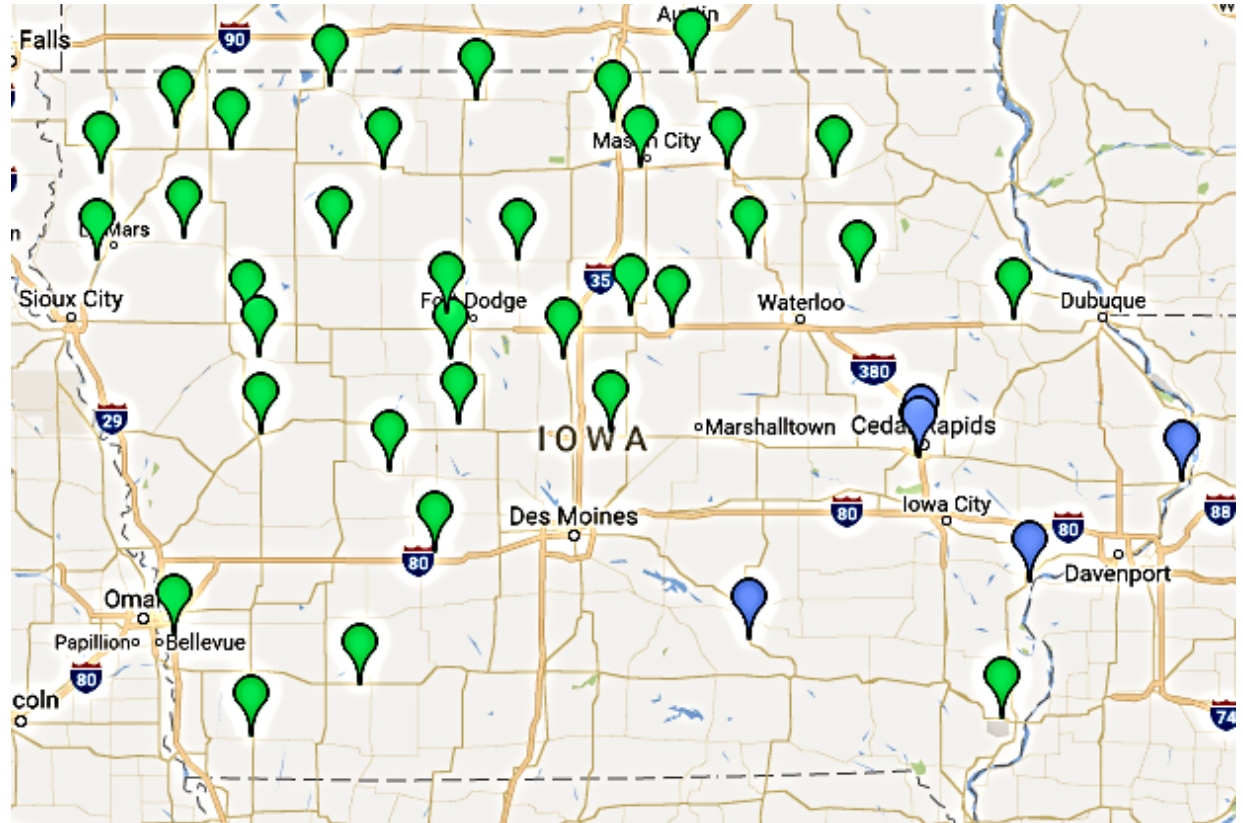 Falls
90
Austin
Mason City
n
Le Mars
35
Sioux City
Fort Dodge
Waterloo
Dubuque
380
29
IOWA
Marshalltown
Cedar Rapids
Des Moines
80
Iowa City
80
88
80
Davenport
Omaha
Papillion
Bellevue
80
coln
74